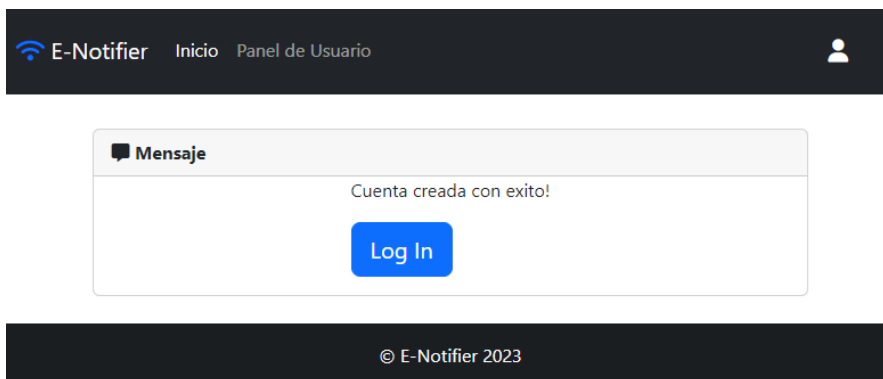 E-Notifier Inicio Panel de Usuario
Mensaje
Cuenta creada con exito!
Log In
© E-Notifier 2023